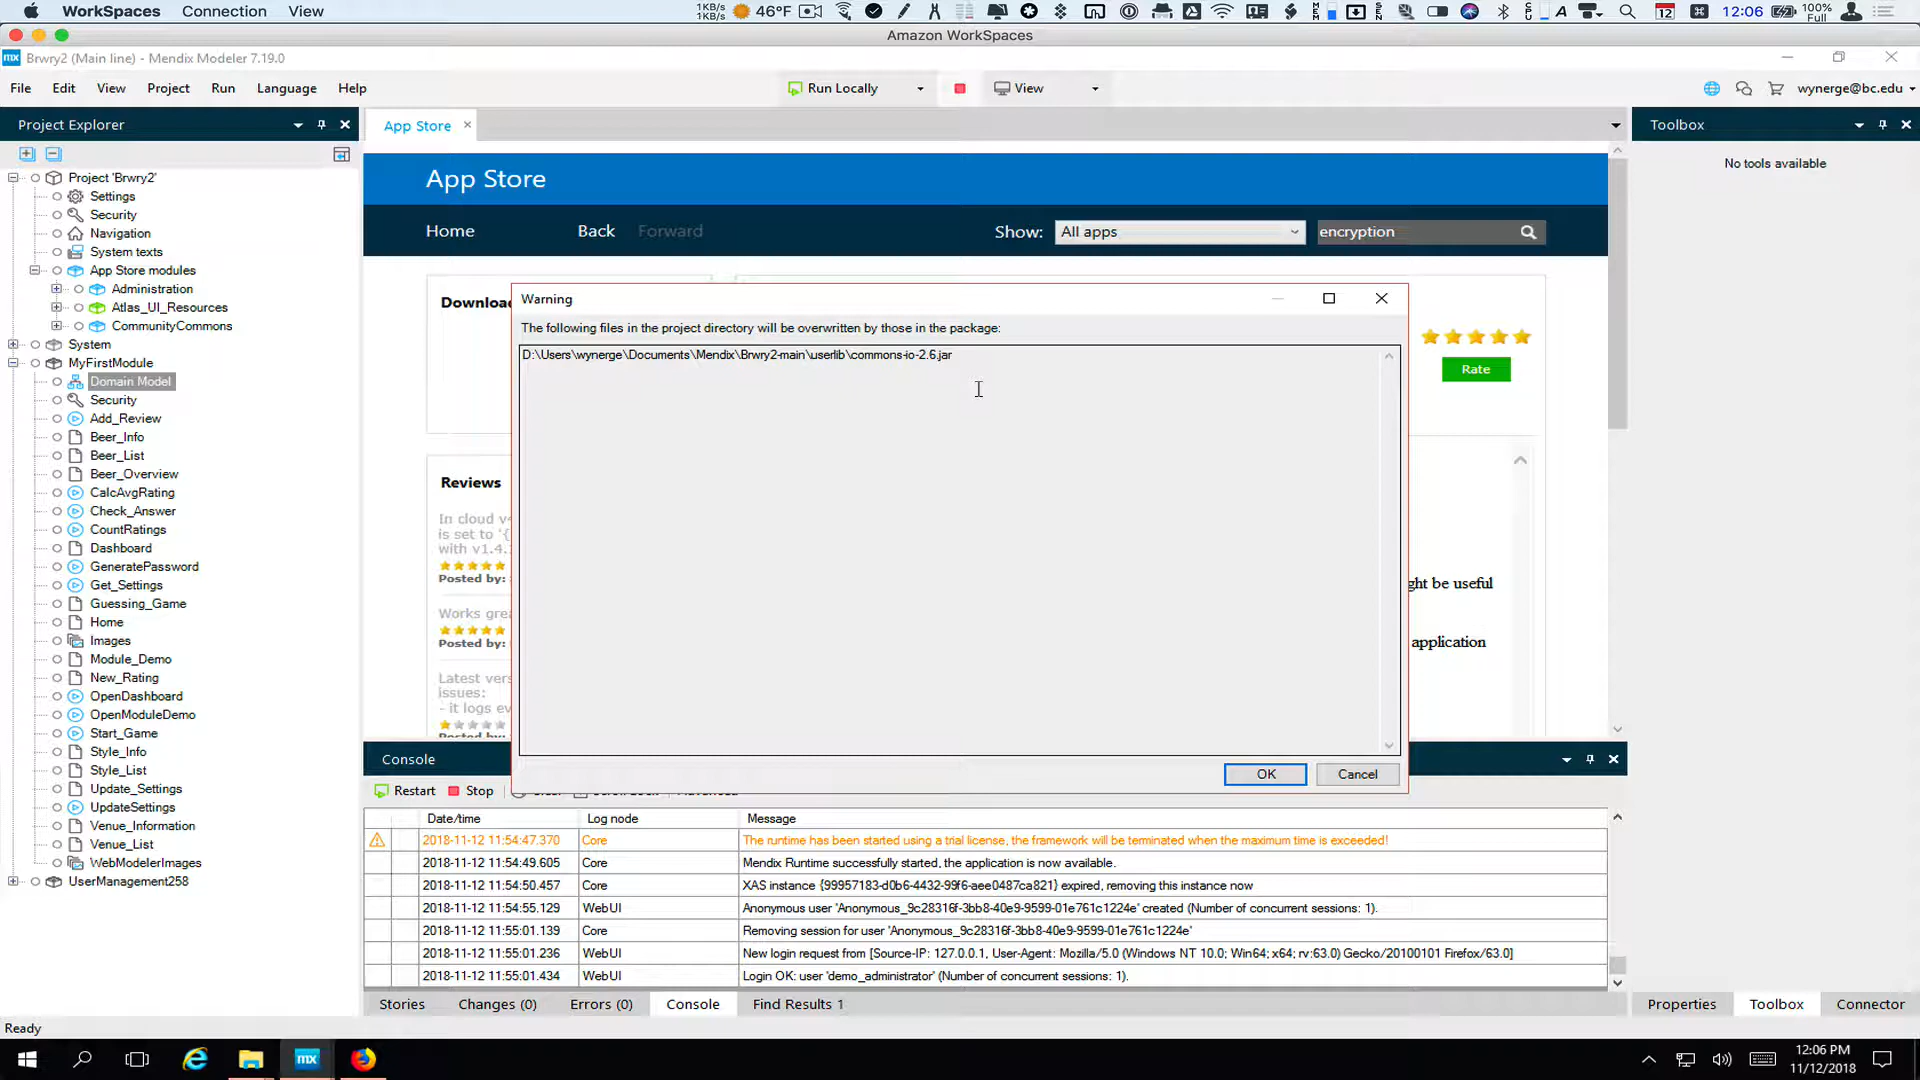 WorkSpaces Connection View
1KB/s
1KB/s
46°F
12
12:06
100%
Full
Amazon WorkSpaces
mx Brwry2 (Main line) - Mendix Modeler 7.19.0
File Edit View Project Run Language Help
Run Locally
View
wynerge@bc.edu
Project Explorer
App Store
Toolbox
No tools available
Project 'Brwry2'
Settings
Security
Navigation
System texts
App Store modules
Administration
Atlas_UI_Resources
CommunityCommons
System
MyFirstModule
Domain Model
Security
Add_Review
Beer_Info
Beer_List
Beer_Overview
CalcAvgRating
Check_Answer
CountRatings
Dashboard
GeneratePassword
Get_Settings
Guessing_Game
Home
Images
Module_Demo
New_Rating
OpenDashboard
OpenModuleDemo
Start_Game
Style_Info
Style_List
Update_Settings
UpdateSettings
Venue_Information
Venue_List
WebModelerImages
UserManagement258
App Store
Home Back Forward
Show: All apps encryption
Downloa
Rate
Reviews
In cloud v
is set to '{
with v1.4.
Posted by:
Works grea
Posted by:
Latest vers
issues:
- it logs ev
ght be useful
application
Warning
The following files in the project directory will be overwritten by those in the package:
D:\Users\wynerge\Documents\Mendix\Brwry2-main\userlib\commons-io-2.6.jar
OK Cancel
Console
Restart Stop
Date/time Log node Message
2018-11-12 11:54:47.370 Core The runtime has been started using a trial license, the framework will be terminated when the maximum time is exceeded!
2018-11-12 11:54:49.605 Core Mendix Runtime successfully started, the application is now available.
2018-11-12 11:54:50.457 Core XAS instance {99957183-d0b6-4432-99f6-aee0487ca821} expired, removing this instance now
2018-11-12 11:54:55.129 WebUI Anonymous user 'Anonymous_9c28316f-3bb8-40e9-9599-01e761c1224e' created (Number of concurrent sessions: 1).
2018-11-12 11:55:01.139 Core Removing session for user 'Anonymous_9c28316f-3bb8-40e9-9599-01e761c1224e'
2018-11-12 11:55:01.236 WebUI New login request from [Source-IP: 127.0.0.1, User-Agent: Mozilla/5.0 (Windows NT 10.0; Win64; x64; rv:63.0) Gecko/20100101 Firefox/63.0]
2018-11-12 11:55:01.434 WebUI Login OK: user 'demo_administrator' (Number of concurrent sessions: 1).
Stories Changes (0) Errors (0) Console Find Results 1
Properties Toolbox Connector
Ready
mx
12:06 PM
11/12/2018